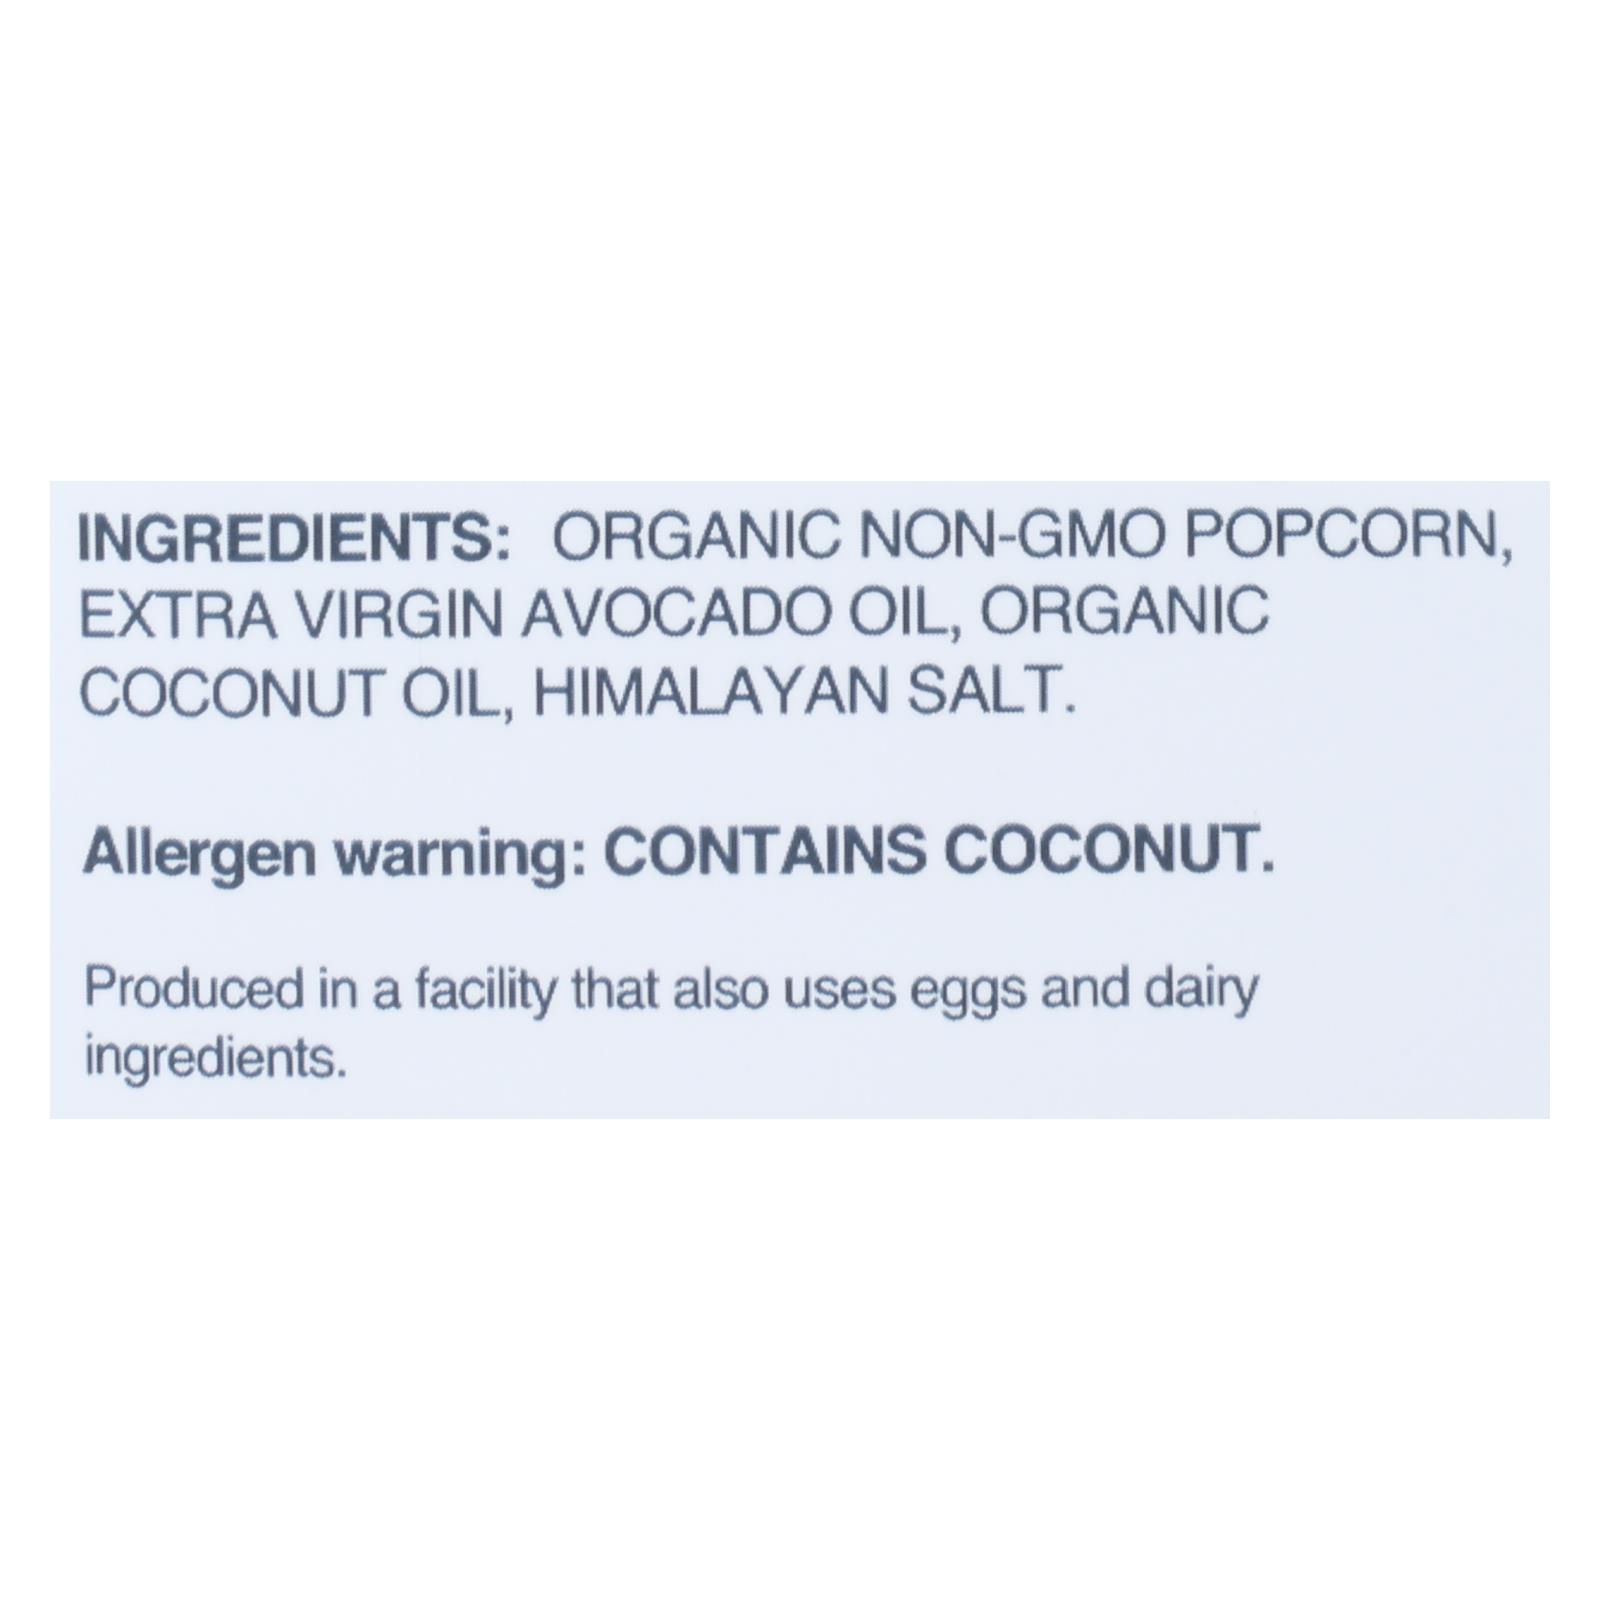 INGREDIENTS: ORGANIC NON-GMO POPCORN,
EXTRA VIRGIN AVOCADO OIL, ORGANIC
COCONUT OIL, HIMALAYAN SALT.
Allergen warning: CONTAINS COCONUT.
Produced in a facility that also uses eggs and dairy
ingredients.